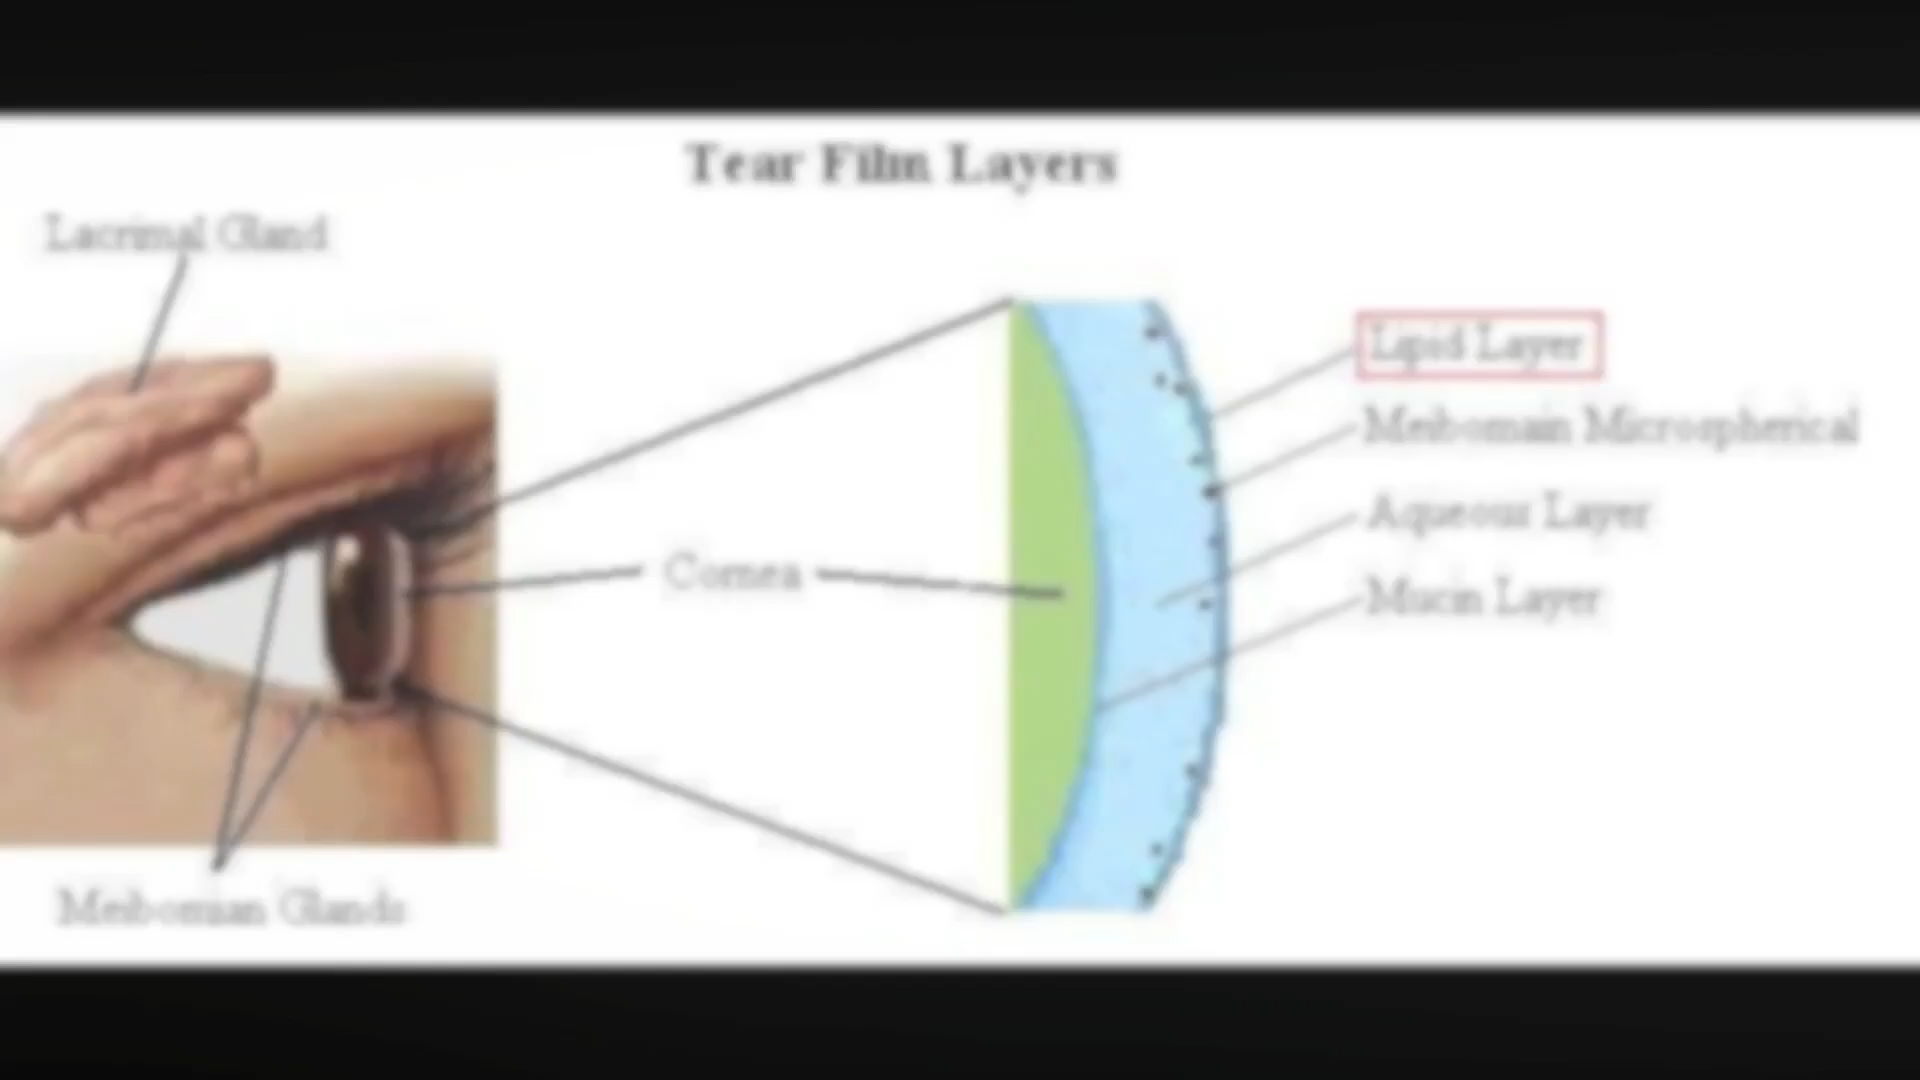 Tear Film Layers
Lacrimal Gland
Lipid Layer
Meibomain Microspherical
Aqueous Layer
Cornea
Mucin Layer
Meibomian Glands